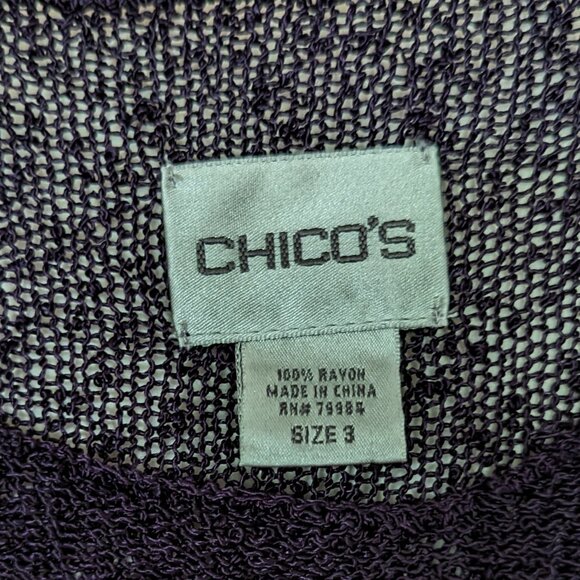 CHICO'S
100% RAYON
MADE IN CHINA
RN# 79984
SIZE 3